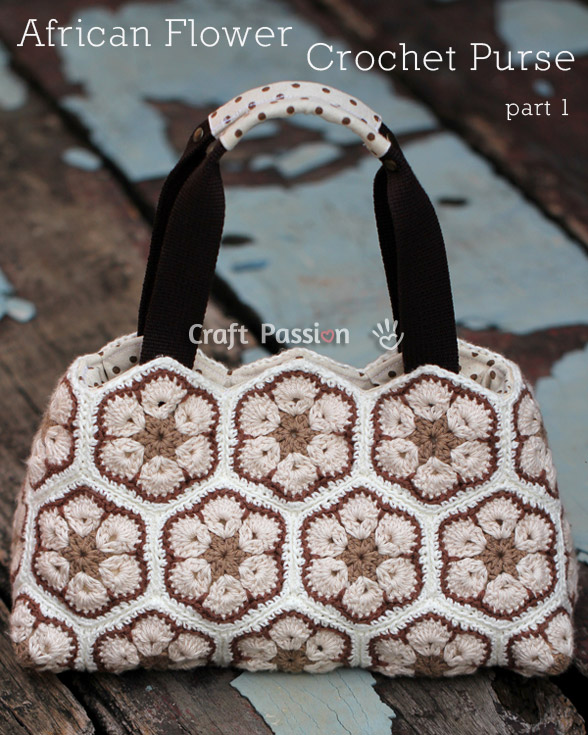 African Flower
Crochet Purse
part 1
Craft Passion